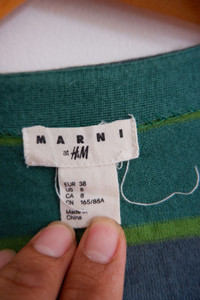 MARNI
at H&M
EUR 38
US 8
CA 8
CN 165/88A
Made in
China